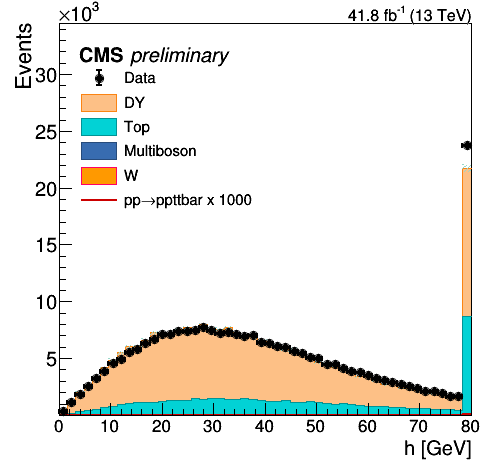 ×10³
41.8 fb⁻¹ (13 TeV)
Events
CMS preliminary
Data
DY
Top
Multiboson
W
pp→ppttbar x 1000
30
25
20
15
10
5
0 10 20 30 40 50 60 70 80
h [GeV]